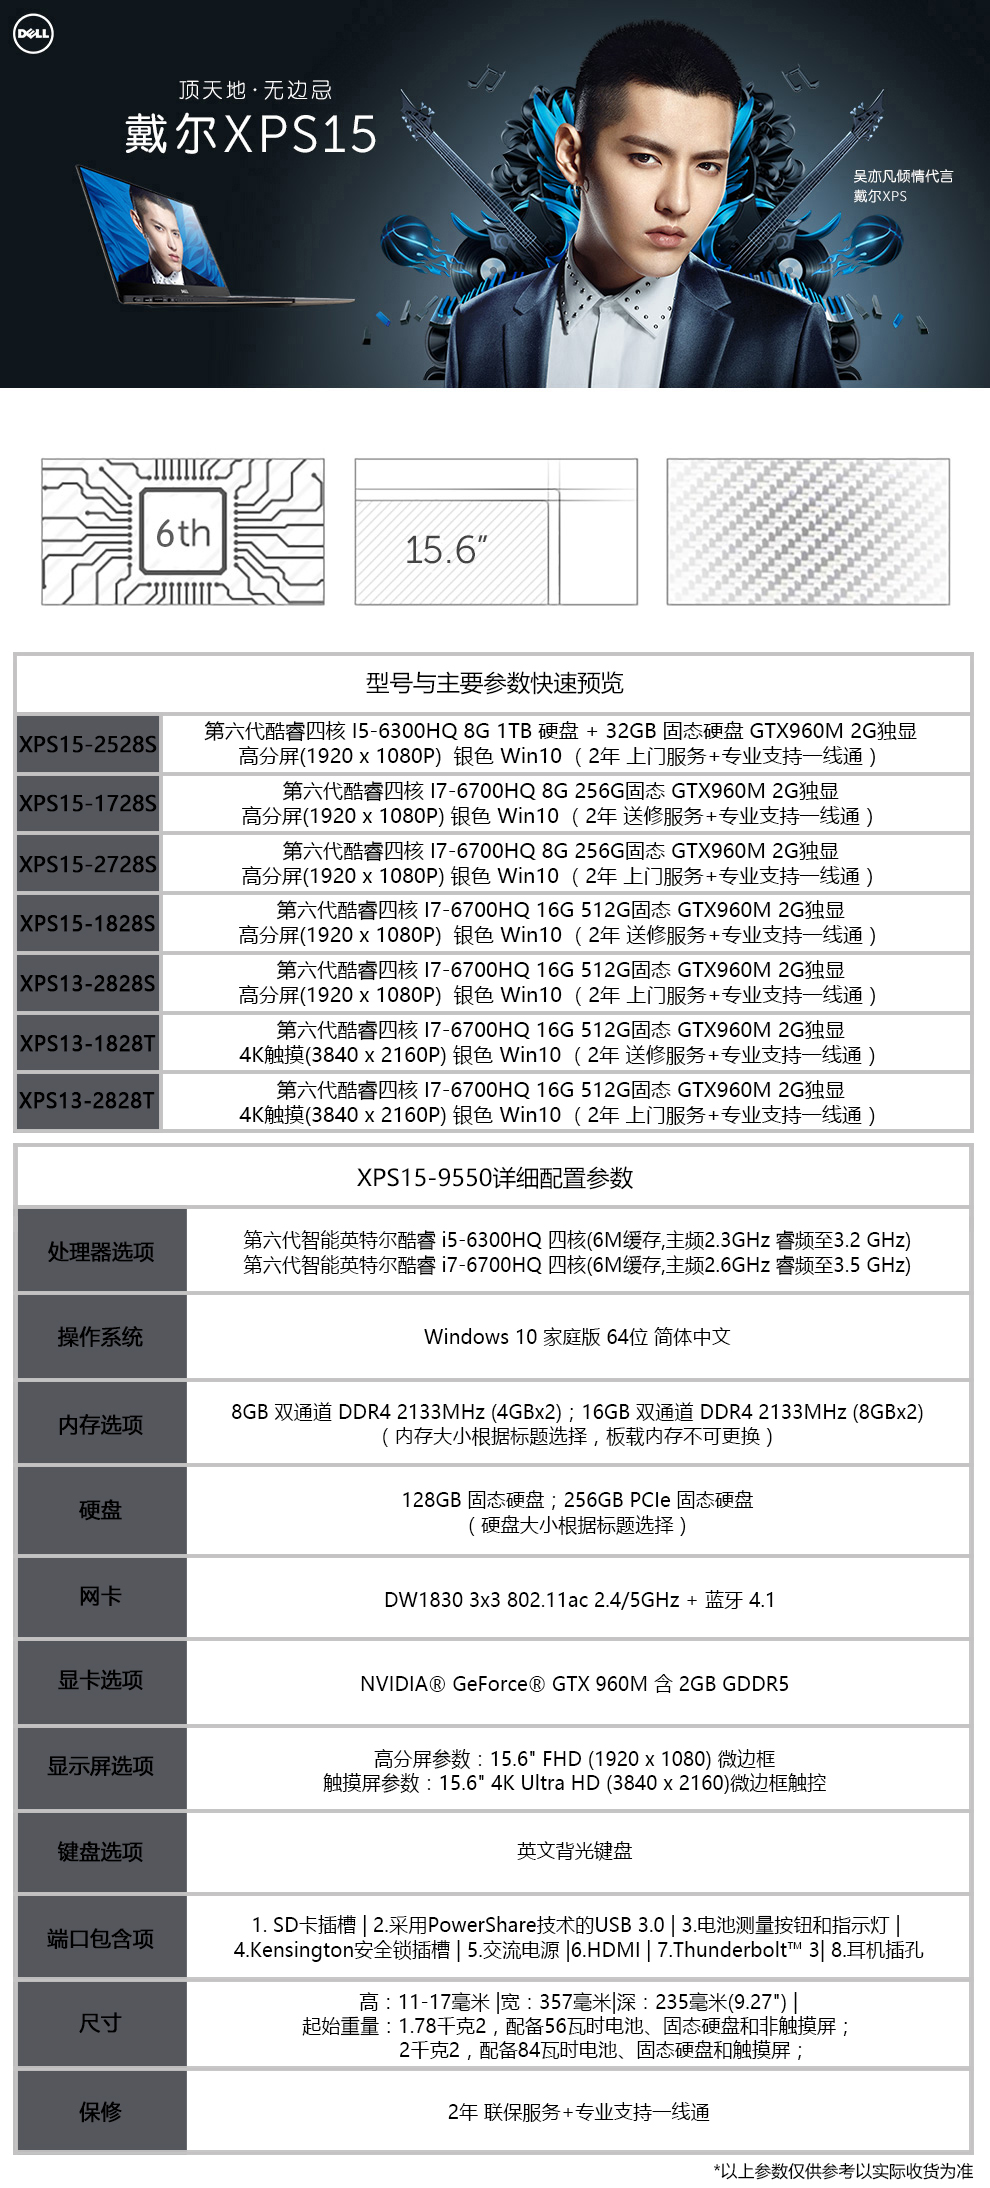 DELL
顶天地·无边忌
戴尔XPS15
吴亦凡倾情代言
戴尔XPS
DELL
6th
15.6”
型号与主要参数快速预览
XPS15-2528S
第六代酷睿四核 I5-6300HQ 8G 1TB 硬盘 + 32GB 固态硬盘 GTX960M 2G独显
高分屏(1920 x 1080P) 银色 Win10 （2年 上门服务+专业支持一线通）
XPS15-1728S
第六代酷睿四核 I7-6700HQ 8G 256G固态 GTX960M 2G独显
高分屏(1920 x 1080P) 银色 Win10 （2年 送修服务+专业支持一线通）
XPS15-2728S
第六代酷睿四核 I7-6700HQ 8G 256G固态 GTX960M 2G独显
高分屏(1920 x 1080P) 银色 Win10 （2年 上门服务+专业支持一线通）
XPS15-1828S
第六代酷睿四核 I7-6700HQ 16G 512G固态 GTX960M 2G独显
高分屏(1920 x 1080P) 银色 Win10 （2年 送修服务+专业支持一线通）
XPS13-2828S
第六代酷睿四核 I7-6700HQ 16G 512G固态 GTX960M 2G独显
高分屏(1920 x 1080P) 银色 Win10 （2年 上门服务+专业支持一线通）
XPS13-1828T
第六代酷睿四核 I7-6700HQ 16G 512G固态 GTX960M 2G独显
4K触摸(3840 x 2160P) 银色 Win10 （2年 送修服务+专业支持一线通）
XPS13-2828T
第六代酷睿四核 I7-6700HQ 16G 512G固态 GTX960M 2G独显
4K触摸(3840 x 2160P) 银色 Win10 （2年 上门服务+专业支持一线通）
XPS15-9550详细配置参数
处理器选项
第六代智能英特尔酷睿 i5-6300HQ 四核(6M缓存,主频2.3GHz 睿频至3.2 GHz)
第六代智能英特尔酷睿 i7-6700HQ 四核(6M缓存,主频2.6GHz 睿频至3.5 GHz)
操作系统
Windows 10 家庭版 64位 简体中文
内存选项
8GB 双通道 DDR4 2133MHz (4GBx2)；16GB 双通道 DDR4 2133MHz (8GBx2)
（内存大小根据标题选择，板载内存不可更换）
硬盘
128GB 固态硬盘；256GB PCIe 固态硬盘
（硬盘大小根据标题选择）
网卡
DW1830 3x3 802.11ac 2.4/5GHz + 蓝牙 4.1
显卡选项
NVIDIA® GeForce® GTX 960M 含 2GB GDDR5
显示屏选项
高分屏参数：15.6" FHD (1920 x 1080) 微边框
触摸屏参数：15.6" 4K Ultra HD (3840 x 2160)微边框触控
键盘选项
英文背光键盘
端口包含项
1. SD卡插槽 | 2.采用PowerShare技术的USB 3.0 | 3.电池测量按钮和指示灯 |
4.Kensington安全锁插槽 | 5.交流电源 |6.HDMI | 7.Thunderbolt™ 3| 8.耳机插孔
尺寸
高：11-17毫米 |宽：357毫米|深：235毫米(9.27") |
起始重量：1.78千克2，配备56瓦时电池、固态硬盘和非触摸屏；
2千克2，配备84瓦时电池、固态硬盘和触摸屏；
保修
2年 联保服务+专业支持一线通
*以上参数仅供参考以实际收货为准